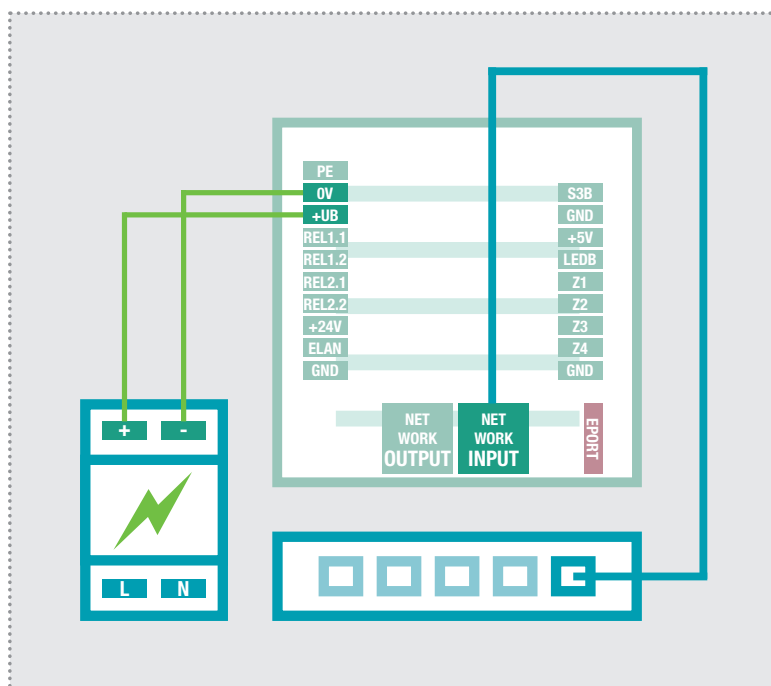 PE
0V
+UB
REL1.1
REL1.2
REL2.1
REL2.2
+24V
ELAN
GND
S3B
GND
+5V
LEDB
Z1
Z2
Z3
Z4
GND
NET
WORK
OUTPUT
NET
WORK
INPUT
EPORT
+ -
L N